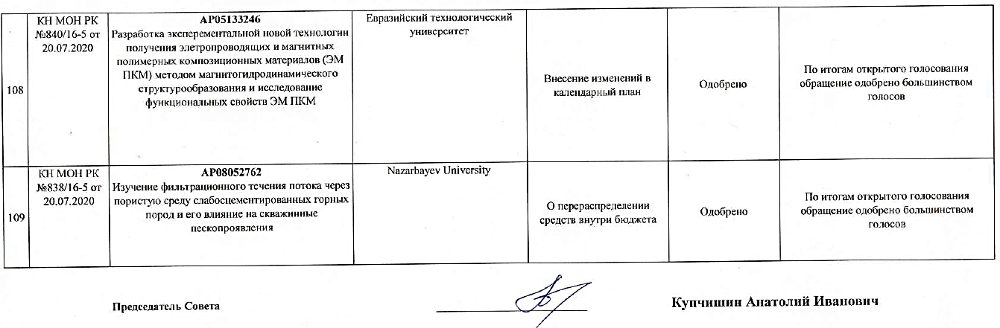 108
КН МОН РК
№840/16-5 от
20.07.2020
АР05133246
Разработка эксперементальной новой технологии
получения элетропроводящих и магнитных
полимерных композиционных материалов (ЭМ
ПКМ) методом магнитогидродинамического
структурообразования и исследование
функциональных свойств ЭМ ПКМ
Евразийский технологический
университет
Внесение изменений в
календарный план
Одобрено
По итогам открытого голосования
обращение одобрено большинством
голосов
109
КН МОН РК
№838/16-5 от
20.07.2020
АР08052762
Изучение фильтрационного течения потока через
пористую среду слабосцементированных горных
пород и его влияние на скважинные
пескопроявления
Nazarbayev University
О перераспределении
средств внутри бюджета
Одобрено
По итогам открытого голосования
обращение одобрено большинством
голосов
Председатель Совета
Купчишин Анатолий Иванович